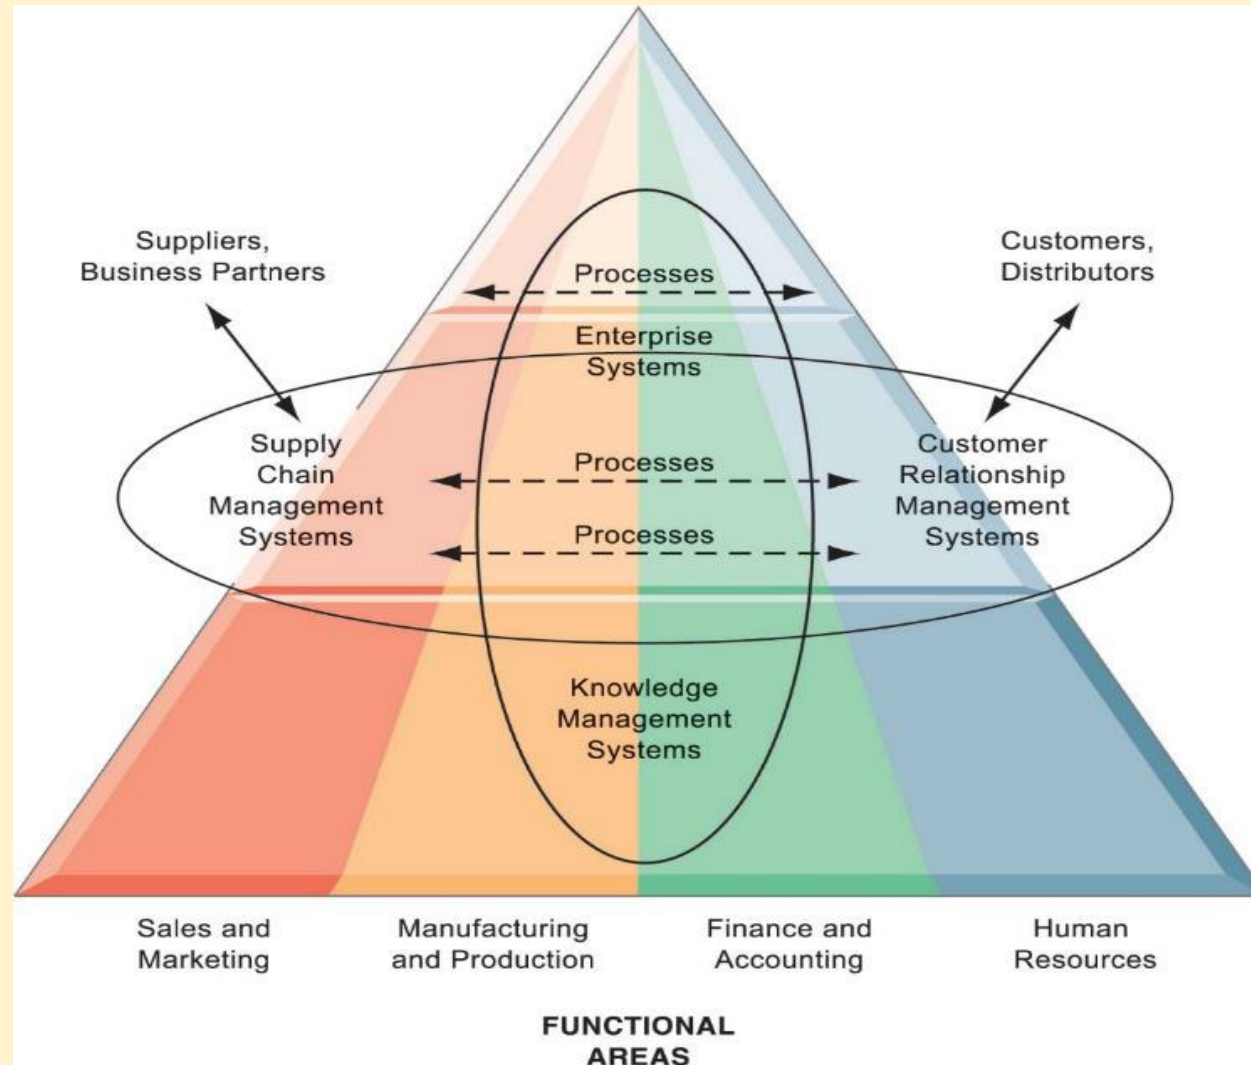 Suppliers,
Business Partners
Customers,
Distributors
Processes
Enterprise
Systems
Supply
Chain
Management
Systems
Processes
Processes
Customer
Relationship
Management
Systems
Knowledge
Management
Systems
Sales and
Marketing
Manufacturing
and Production
Finance and
Accounting
Human
Resources
FUNCTIONAL
AREAS